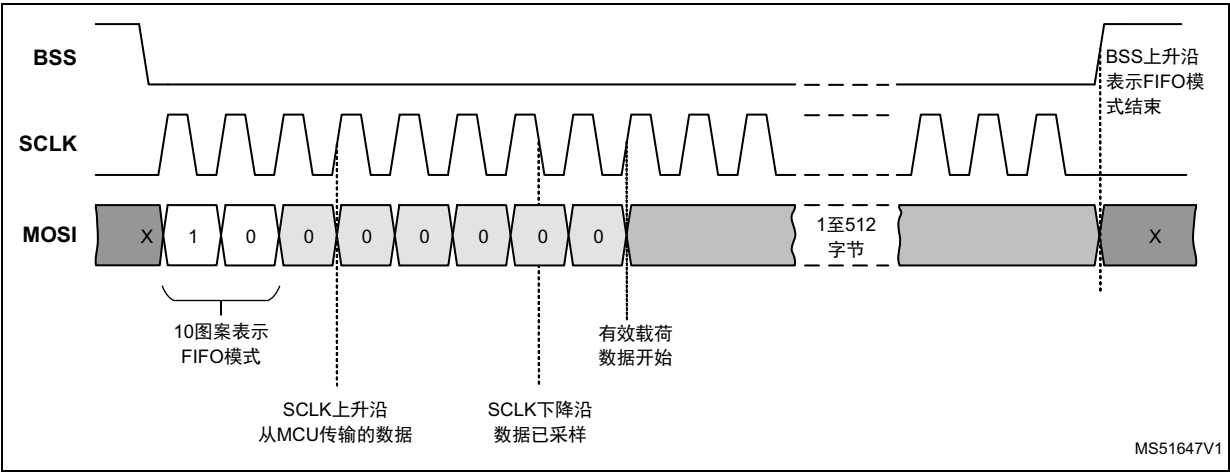 BSS
BSS上升沿
表示FIFO模
式结束
SCLK
MOSI
X
1
0
0
0
0
0
0
0
1至512
字节
X
10图案表示
FIFO模式
有效载荷
数据开始
SCLK上升沿
从MCU传输的数据
SCLK下降沿
数据已采样
MS51647V1